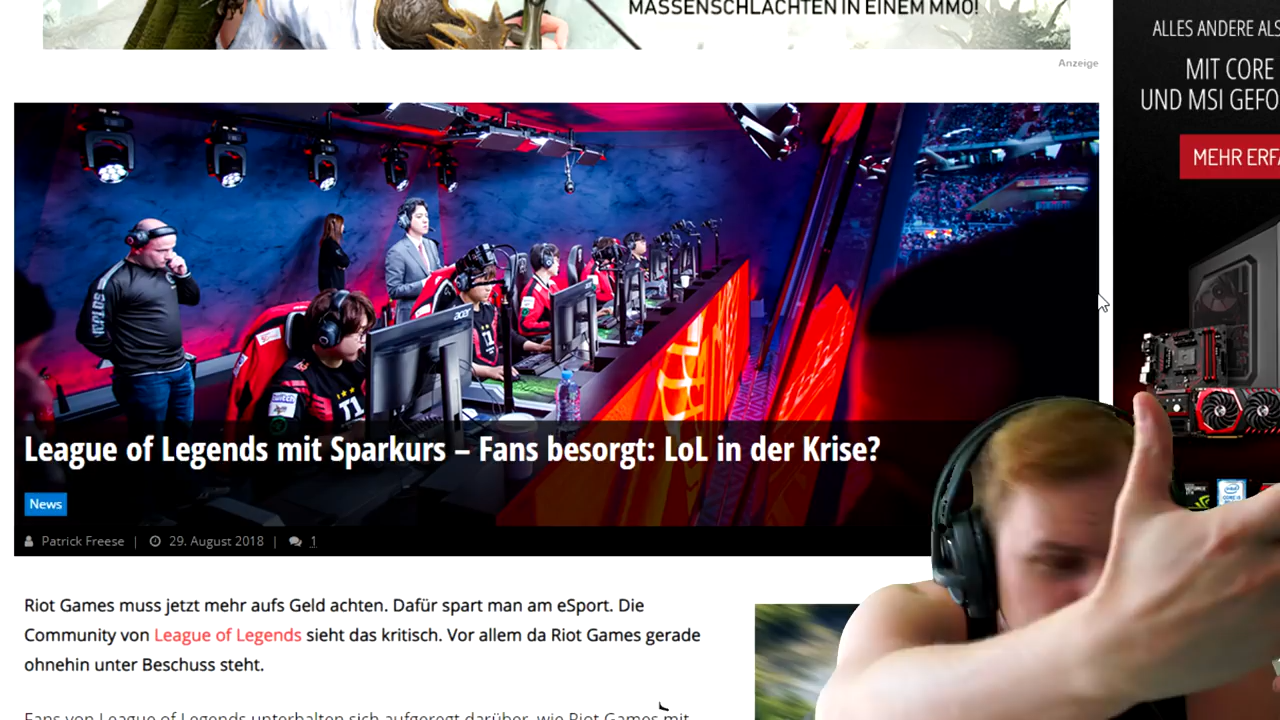 MASSENSCHLACHTEN IN EINEM MMO!
Anzeige
ALLES ANDERE ALS
MIT CORE
UND MSI GEFO
MEHR ERFA
acer
T1
twitch
League of Legends mit Sparkurs – Fans besorgt: LoL in der Krise?
News
Patrick Freese | 29. August 2018 | 1
Riot Games muss jetzt mehr aufs Geld achten. Dafür spart man am eSport. Die
Community von League of Legends sieht das kritisch. Vor allem da Riot Games gerade
ohnehin unter Beschuss steht.
Fans von League of Legends unterhalten sich aufgeregt darüber, wie Riot Games mit